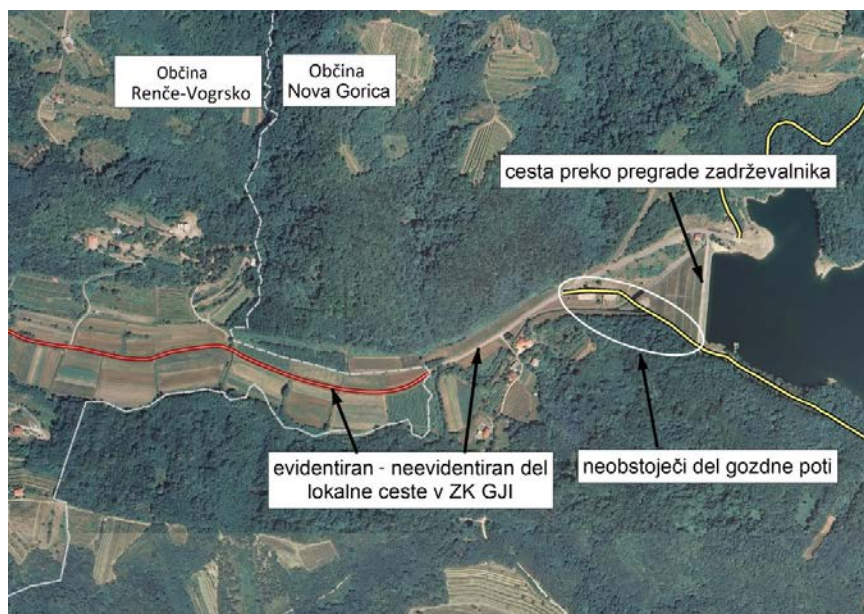 Občina
Renče-Vogrsko
Občina
Nova Gorica
cesta preko pregrade zadrževalnika
evidentiran - neevidentiran del
lokalne ceste v ZK GJI
neobstoječi del gozdne poti